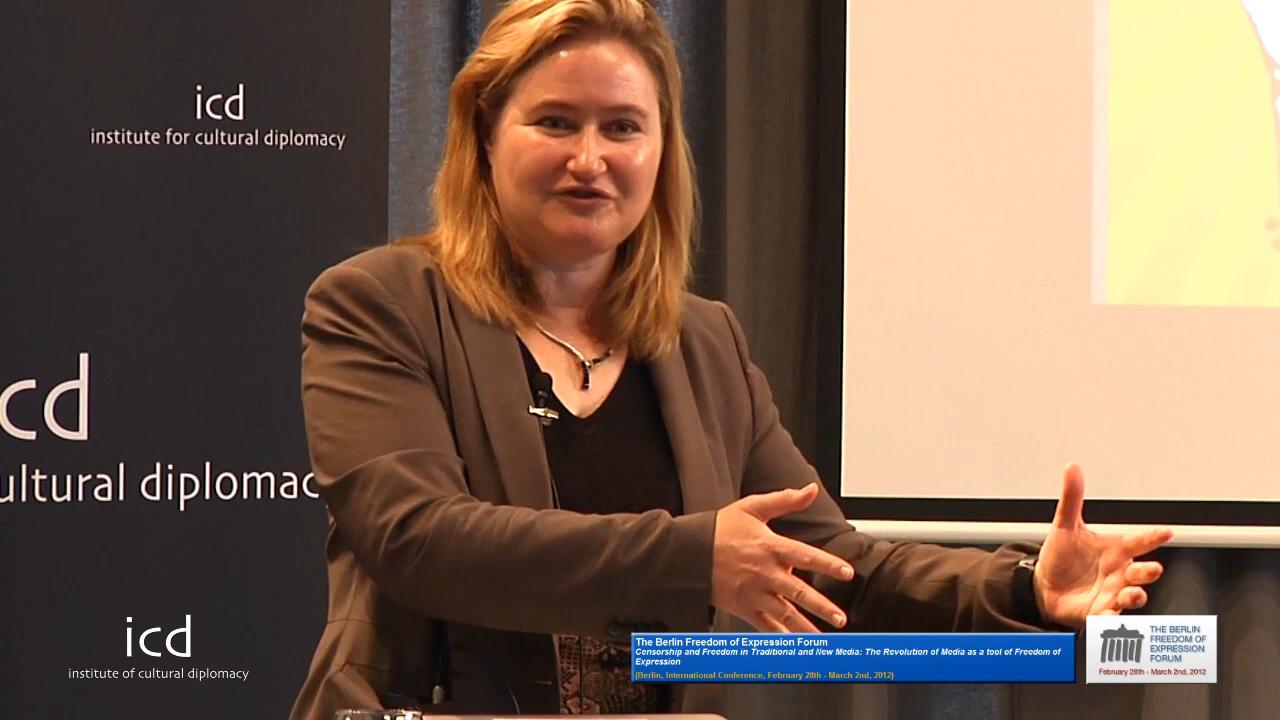 icd
institute for cultural diplomacy
cd
ultural diplomac
icd
institute of cultural diplomacy
The Berlin Freedom of Expression Forum
Censorship and Freedom in Traditional and New Media: The Revolution of Media as a tool of Freedom of
Expression
(Berlin, International Conference, February 28th - March 2nd, 2012)
THE BERLIN
FREEDOM OF
EXPRESSION
FORUM
February 28th - March 2nd, 2012